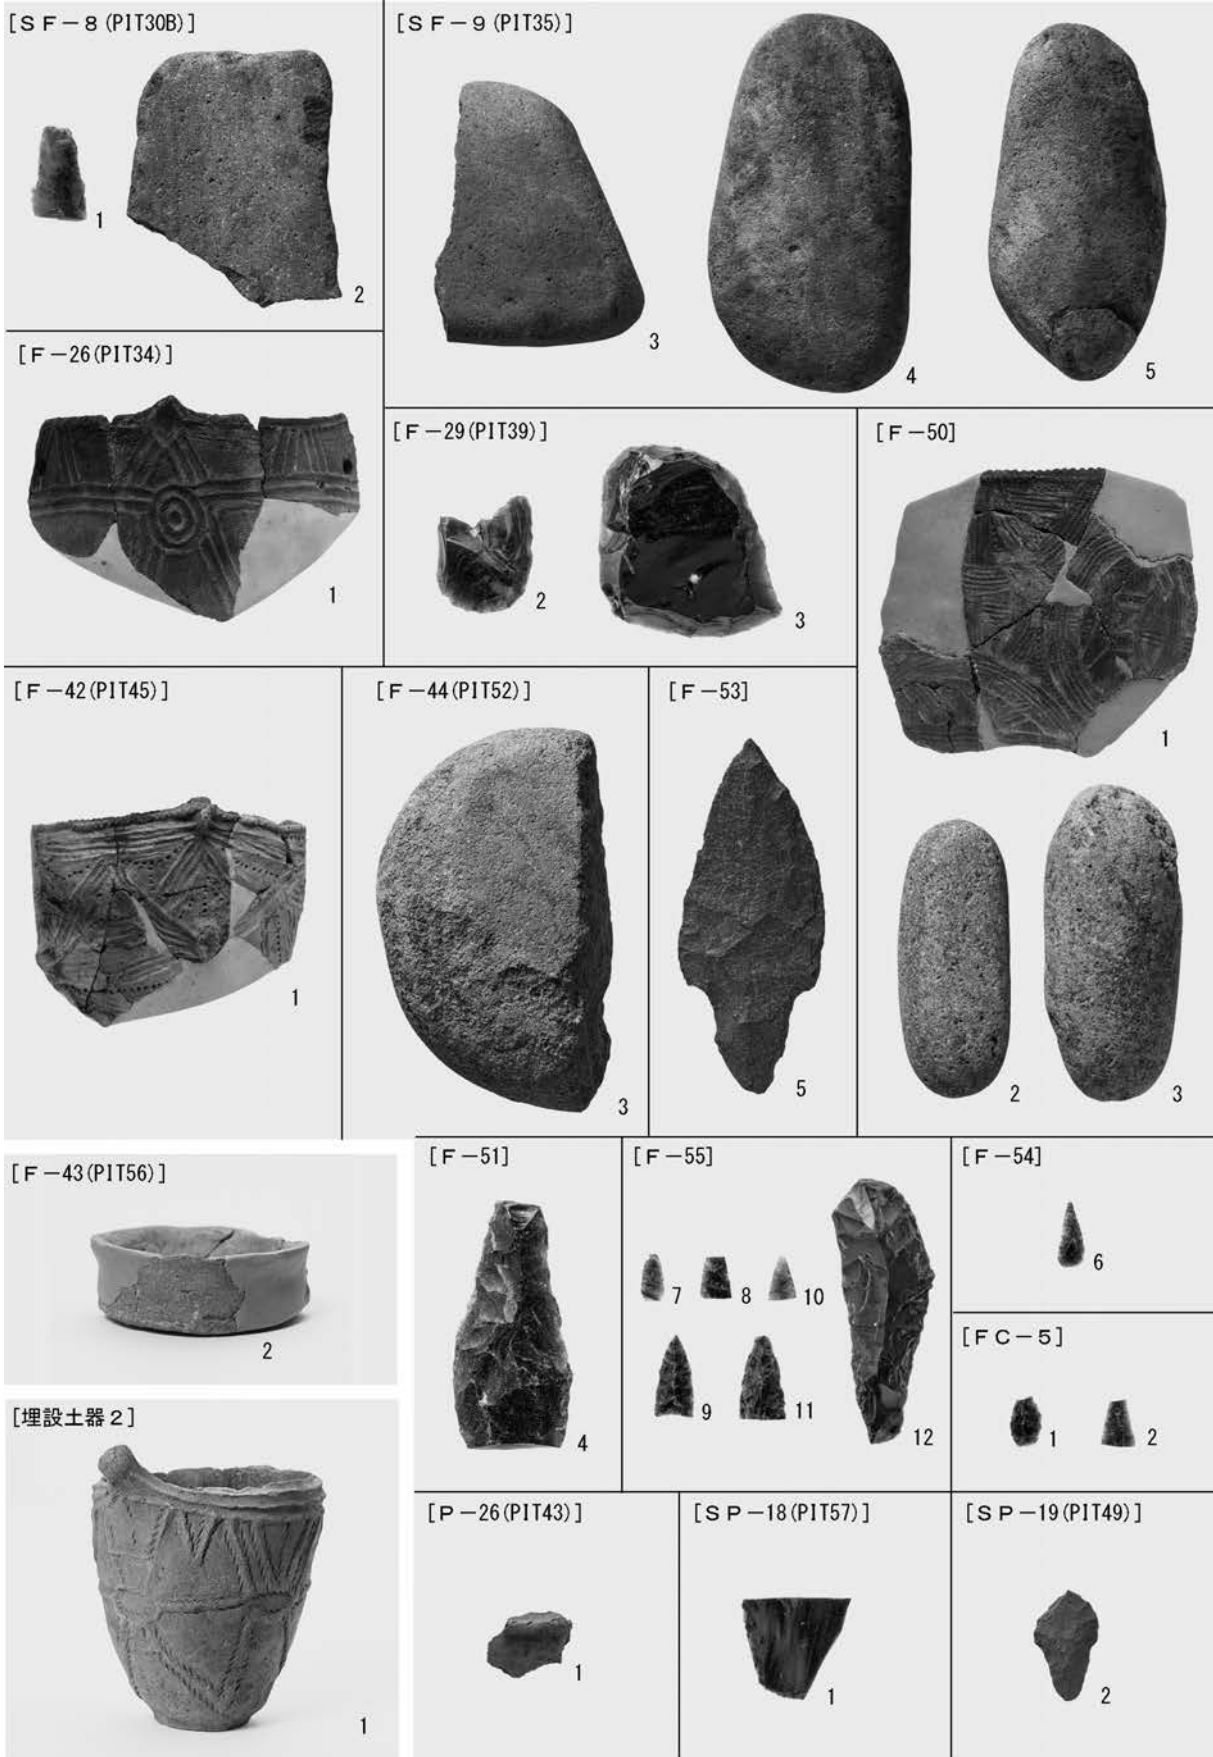 [SF-8(PIT30B)]
1
2
[SF-9(PIT35)]
3
4
5
[F-26(PIT34)]
1
[F-29(PIT39)]
2
3
[F-50]
1
2
3
[F-42(PIT45)]
1
[F-44(PIT52)]
3
[F-53]
5
[F-43(PIT56)]
2
[F-51]
4
[F-55]
7
8
10
9
11
12
[F-54]
6
[FC-5]
1
2
[埋設土器2]
1
[P-26(PIT43)]
1
[SP-18(PIT57)]
1
[SP-19(PIT49)]
2